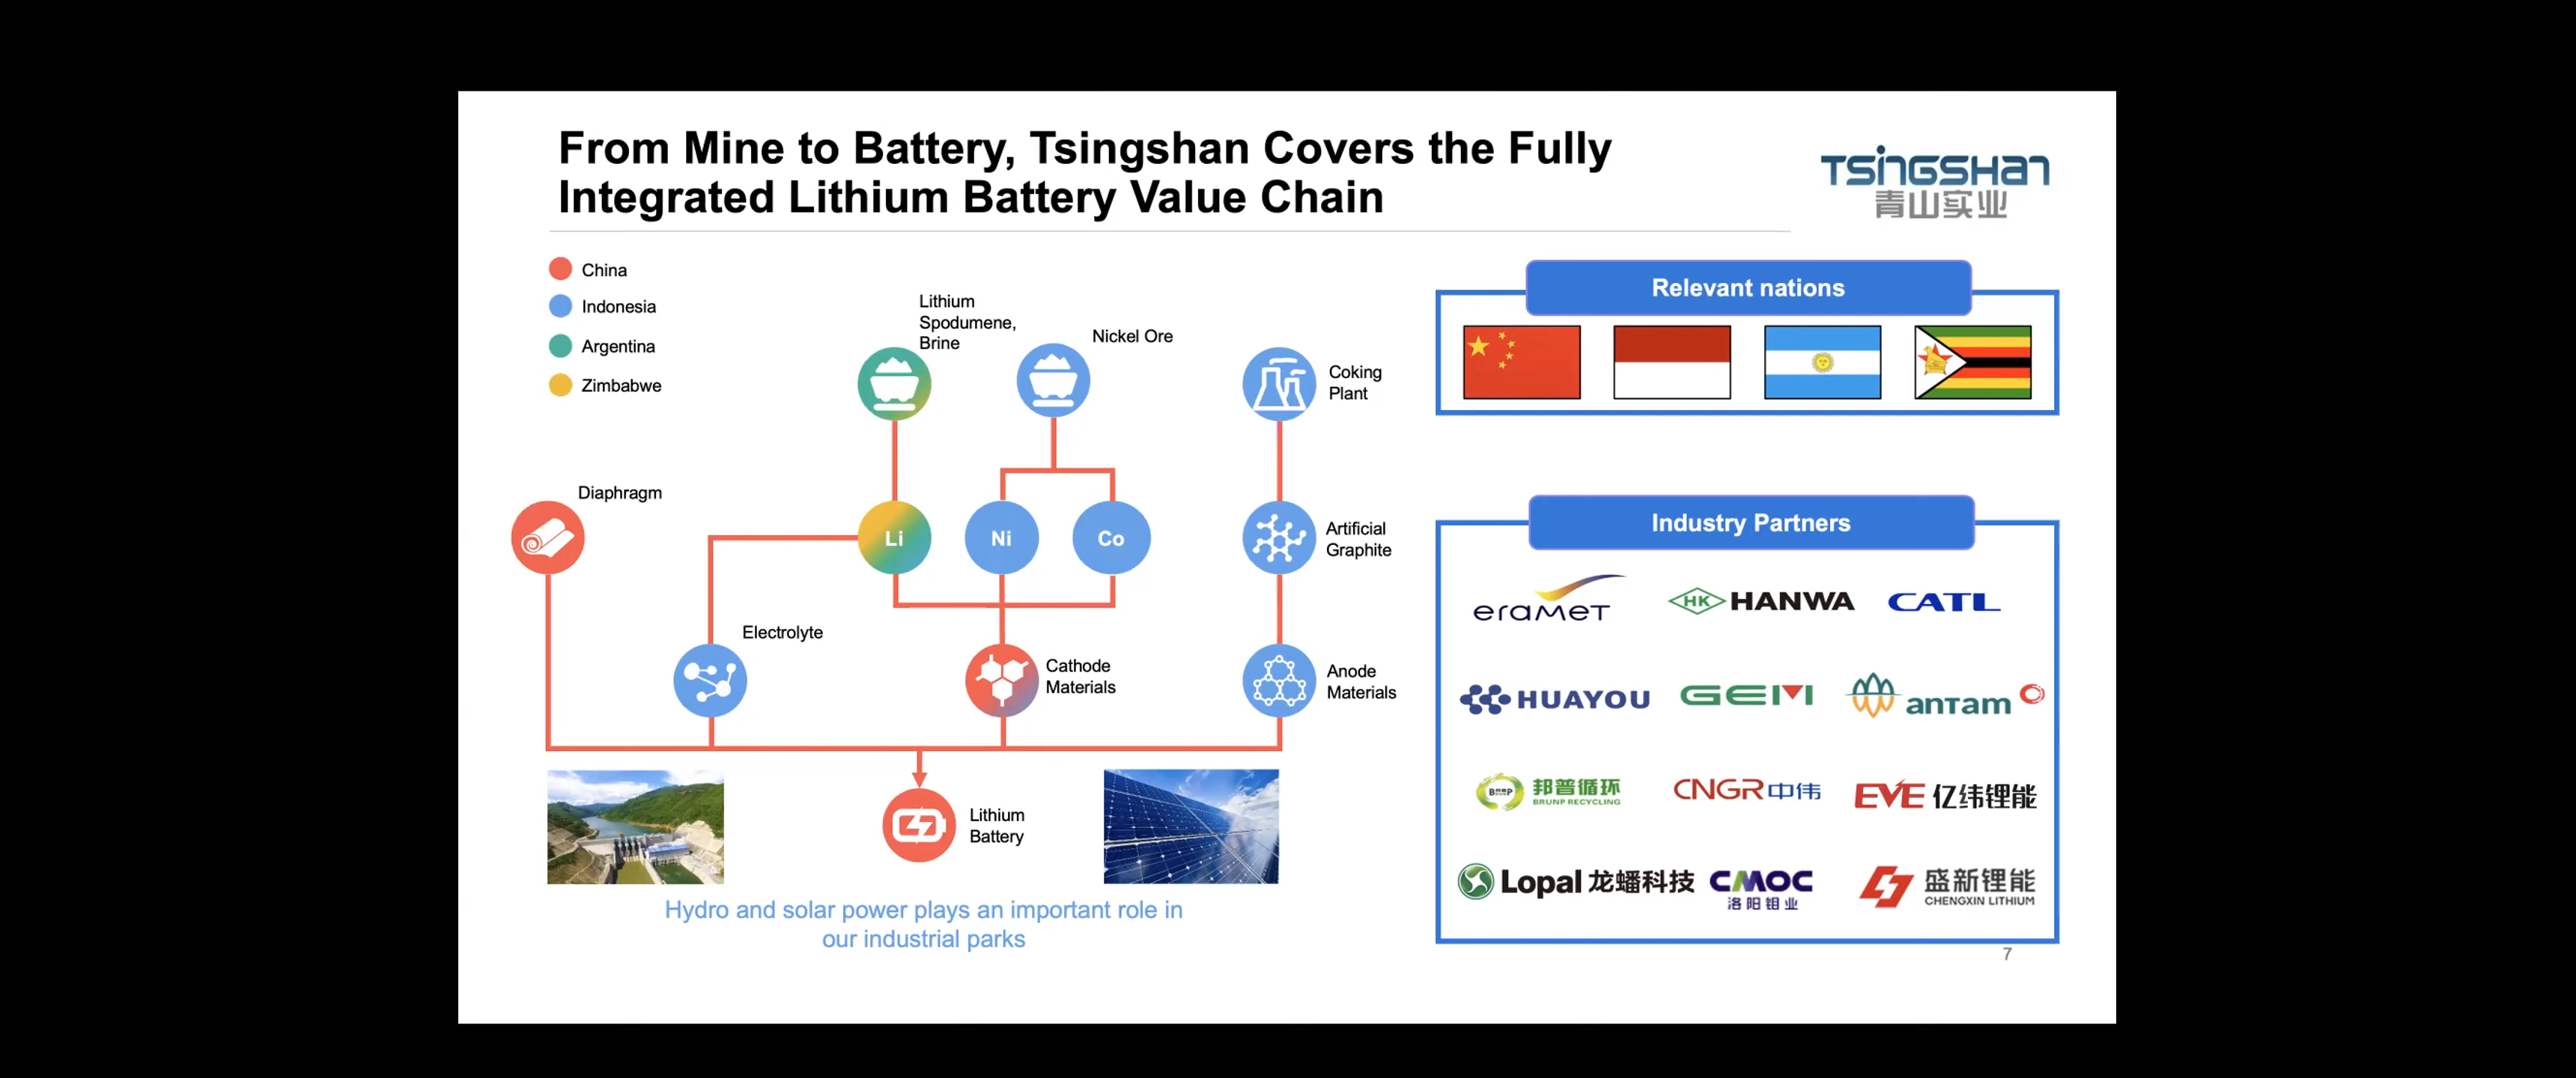 From Mine to Battery, Tsingshan Covers the Fully
Integrated Lithium Battery Value Chain
TSINGSHAN
青山实业
China
Indonesia
Argentina
Zimbabwe
Lithium
Spodumene,
Brine
Nickel Ore
Coking
Plant
Diaphragm
Li
Ni
Co
Artificial
Graphite
Electrolyte
Cathode
Materials
Anode
Materials
Lithium
Battery
Hydro and solar power plays an important role in
our industrial parks
Relevant nations
Industry Partners
eramet
HK HANWA
CATL
HUAYOU
GEM
antam
BRUNP 邦普循环
BRUNP RECYCLING
CNGR中伟
EVE 亿纬锂能
Lopal 龙蟠科技
CMOC
洛阳钼业
盛新锂能
CHENGXIN LITHIUM
7